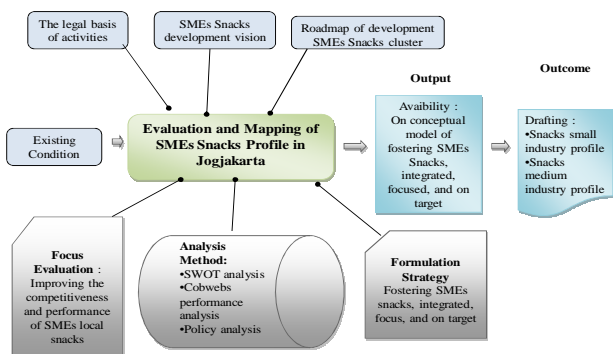 The legal basis
of activities
SMEs Snacks
development vision
Roadmap of development
SMEs Snacks cluster
Output
Outcome
Existing
Condition
Evaluation and Mapping of
SMEs Snacks Profile in
Jogjakarta
Avaibility :
On conceptual model
of fostering SMEs
Snacks,
integrated,
focused, and on
target
Drafting :
•Snacks small
industry profile
•Snacks
medium
industry profile
Focus
Evaluation :
Improving the
competitiveness
and performance
of SMEs local
snacks
Analysis
Method:
•SWOT analysis
•Cobwebs
performance
analysis
•Policy analysis
Formulation
Strategy
Fostering SMEs
snacks, integrated,
focus, and on target